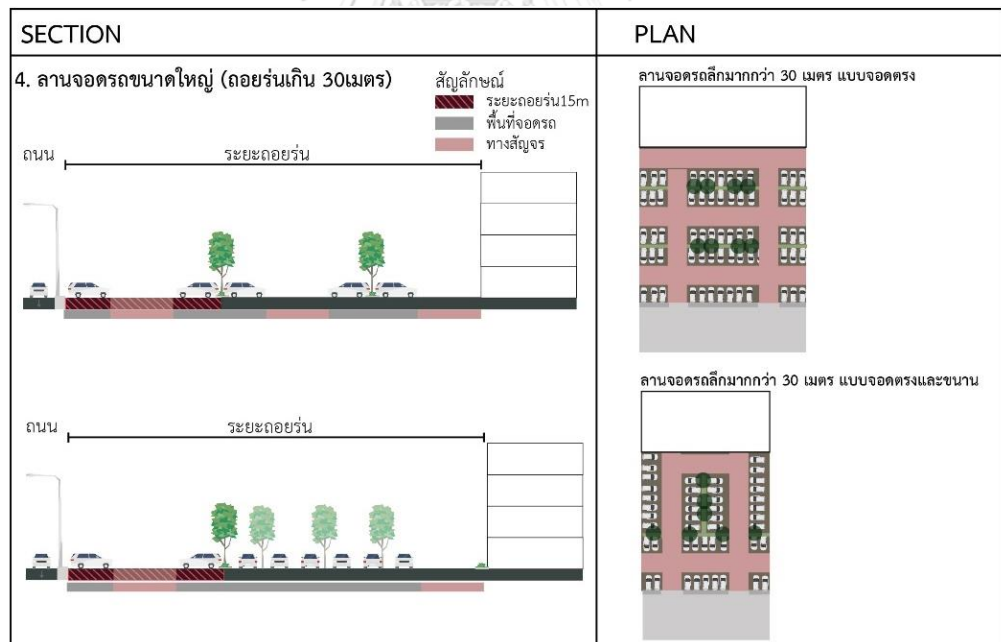 SECTION
PLAN
4. ลานจอดรถขนาดใหญ่ (ถอยร่นเกิน 30เมตร)
สัญลักษณ์
ระยะถอยร่น15m
พื้นที่จอดรถ
ทางสัญจร
ถนน
ระยะถอยร่น
ถนน
ระยะถอยร่น
ลานจอดรถลึกมากกว่า 30 เมตร แบบจอดตรง
ลานจอดรถลึกมากกว่า 30 เมตร แบบจอดตรงและขนาน